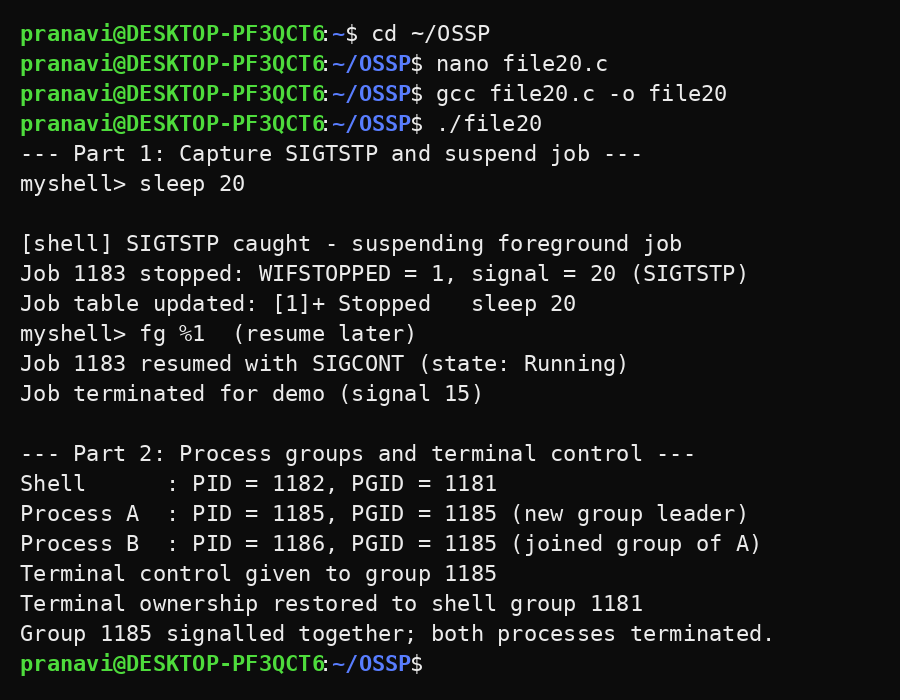 pranavi@DESKTOP-PF3QCT6:~$ cd ~/OSSP
pranavi@DESKTOP-PF3QCT6:~/OSSP$ nano file20.c
pranavi@DESKTOP-PF3QCT6:~/OSSP$ gcc file20.c -o file20
pranavi@DESKTOP-PF3QCT6:~/OSSP$ ./file20
--- Part 1: Capture SIGTSTP and suspend job ---
myshell> sleep 20
[shell] SIGTSTP caught - suspending foreground job
Job 1183 stopped: WIFSTOPPED = 1, signal = 20 (SIGTSTP)
Job table updated: [1]+ Stopped   sleep 20
myshell> fg %1  (resume later)
Job 1183 resumed with SIGCONT (state: Running)
Job terminated for demo (signal 15)
--- Part 2: Process groups and terminal control ---
Shell      : PID = 1182, PGID = 1181
Process A  : PID = 1185, PGID = 1185 (new group leader)
Process B  : PID = 1186, PGID = 1185 (joined group of A)
Terminal control given to group 1185
Terminal ownership restored to shell group 1181
Group 1185 signalled together; both processes terminated.
pranavi@DESKTOP-PF3QCT6:~/OSSP$